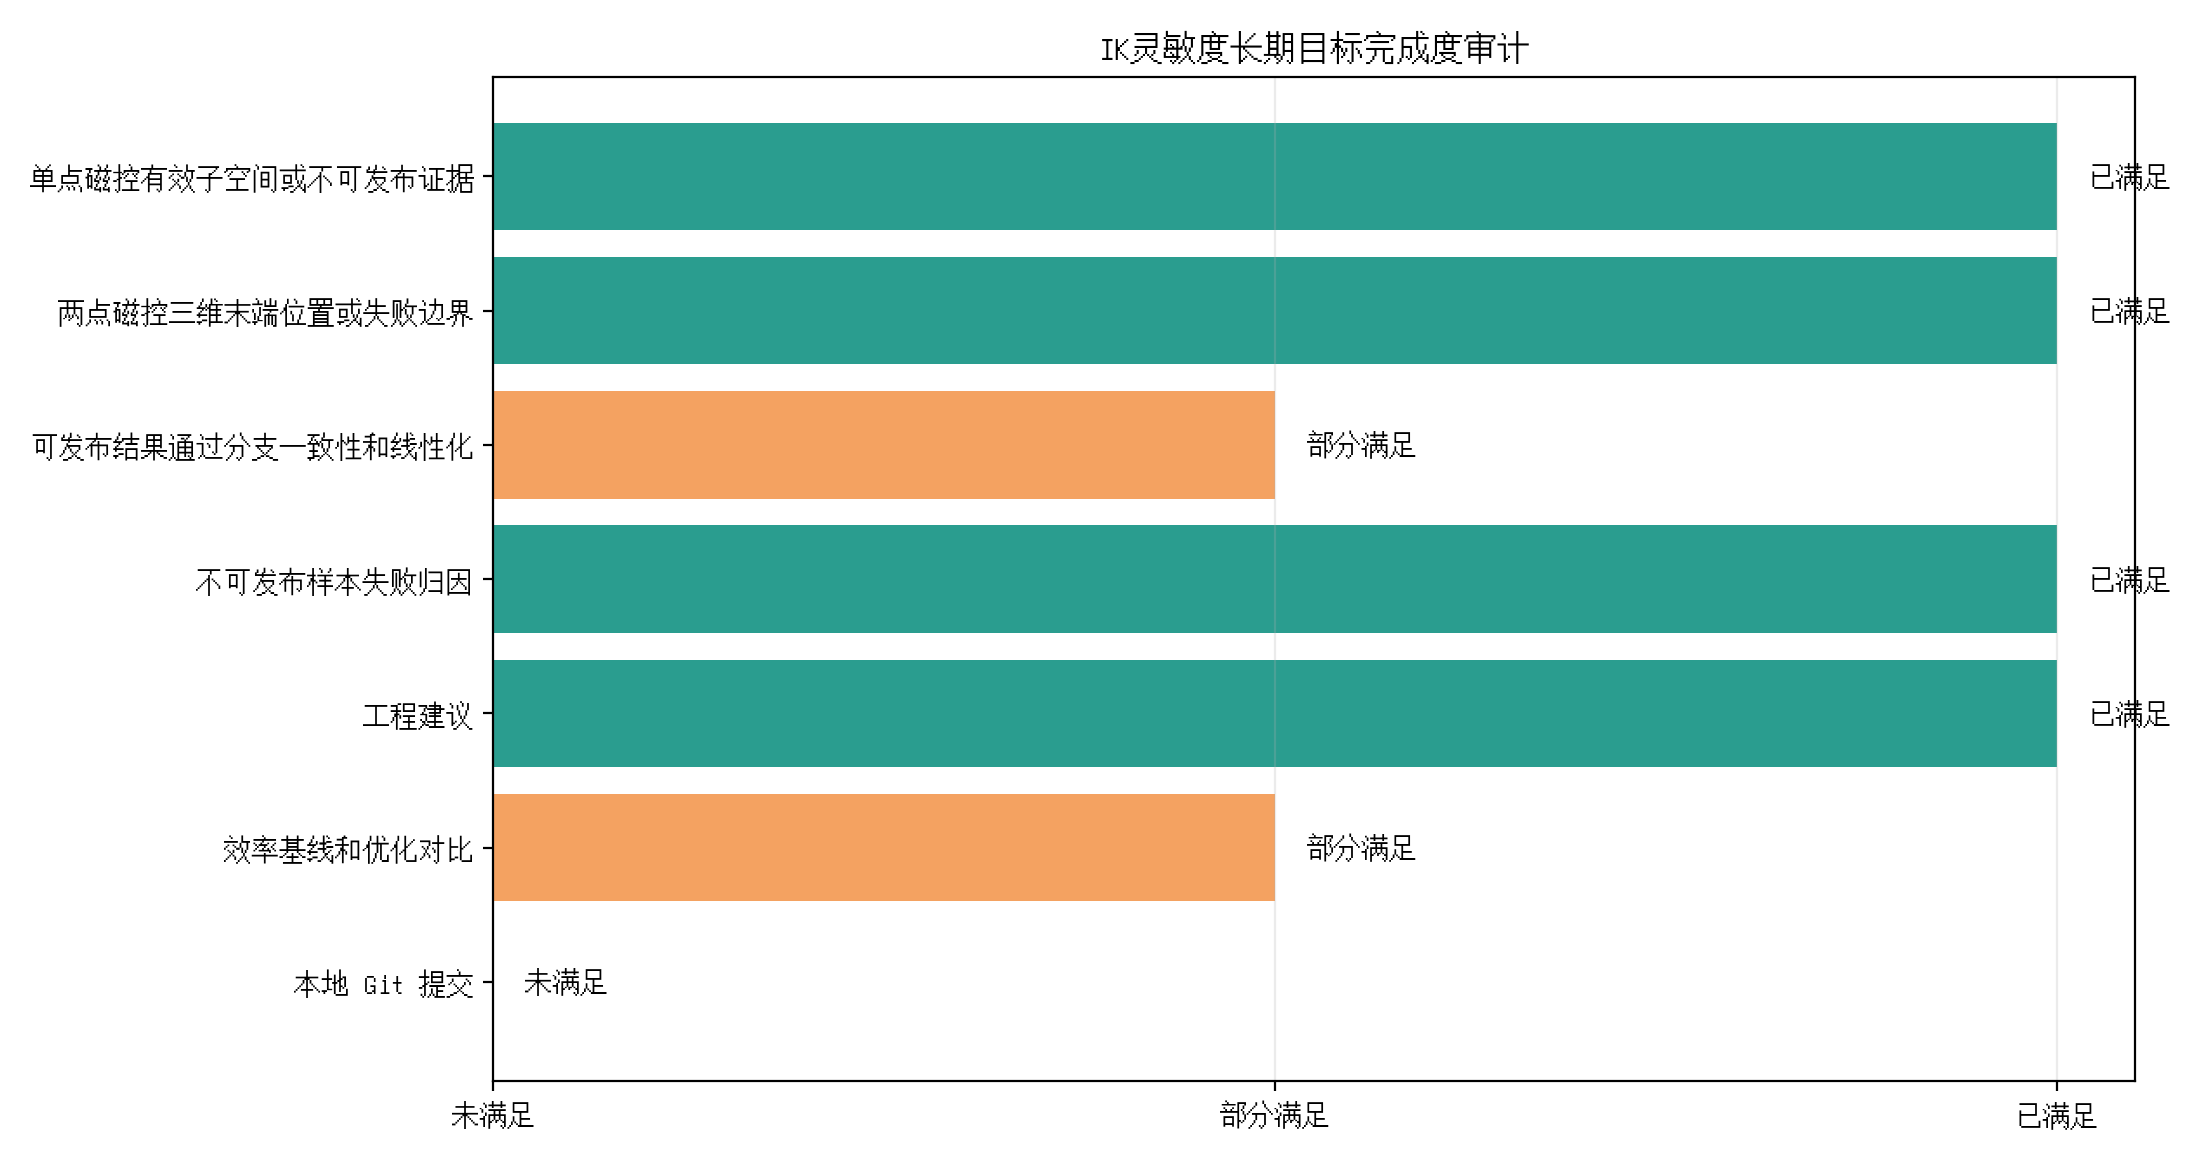 IK灵敏度长期目标完成度审计
单点磁控有效子空间或不可发布证据
已满足
两点磁控三维末端位置或失败边界
已满足
可发布结果通过分支一致性和线性化
部分满足
不可发布样本失败归因
已满足
工程建议
已满足
效率基线和优化对比
部分满足
本地 Git 提交
未满足
未满足
部分满足
已满足